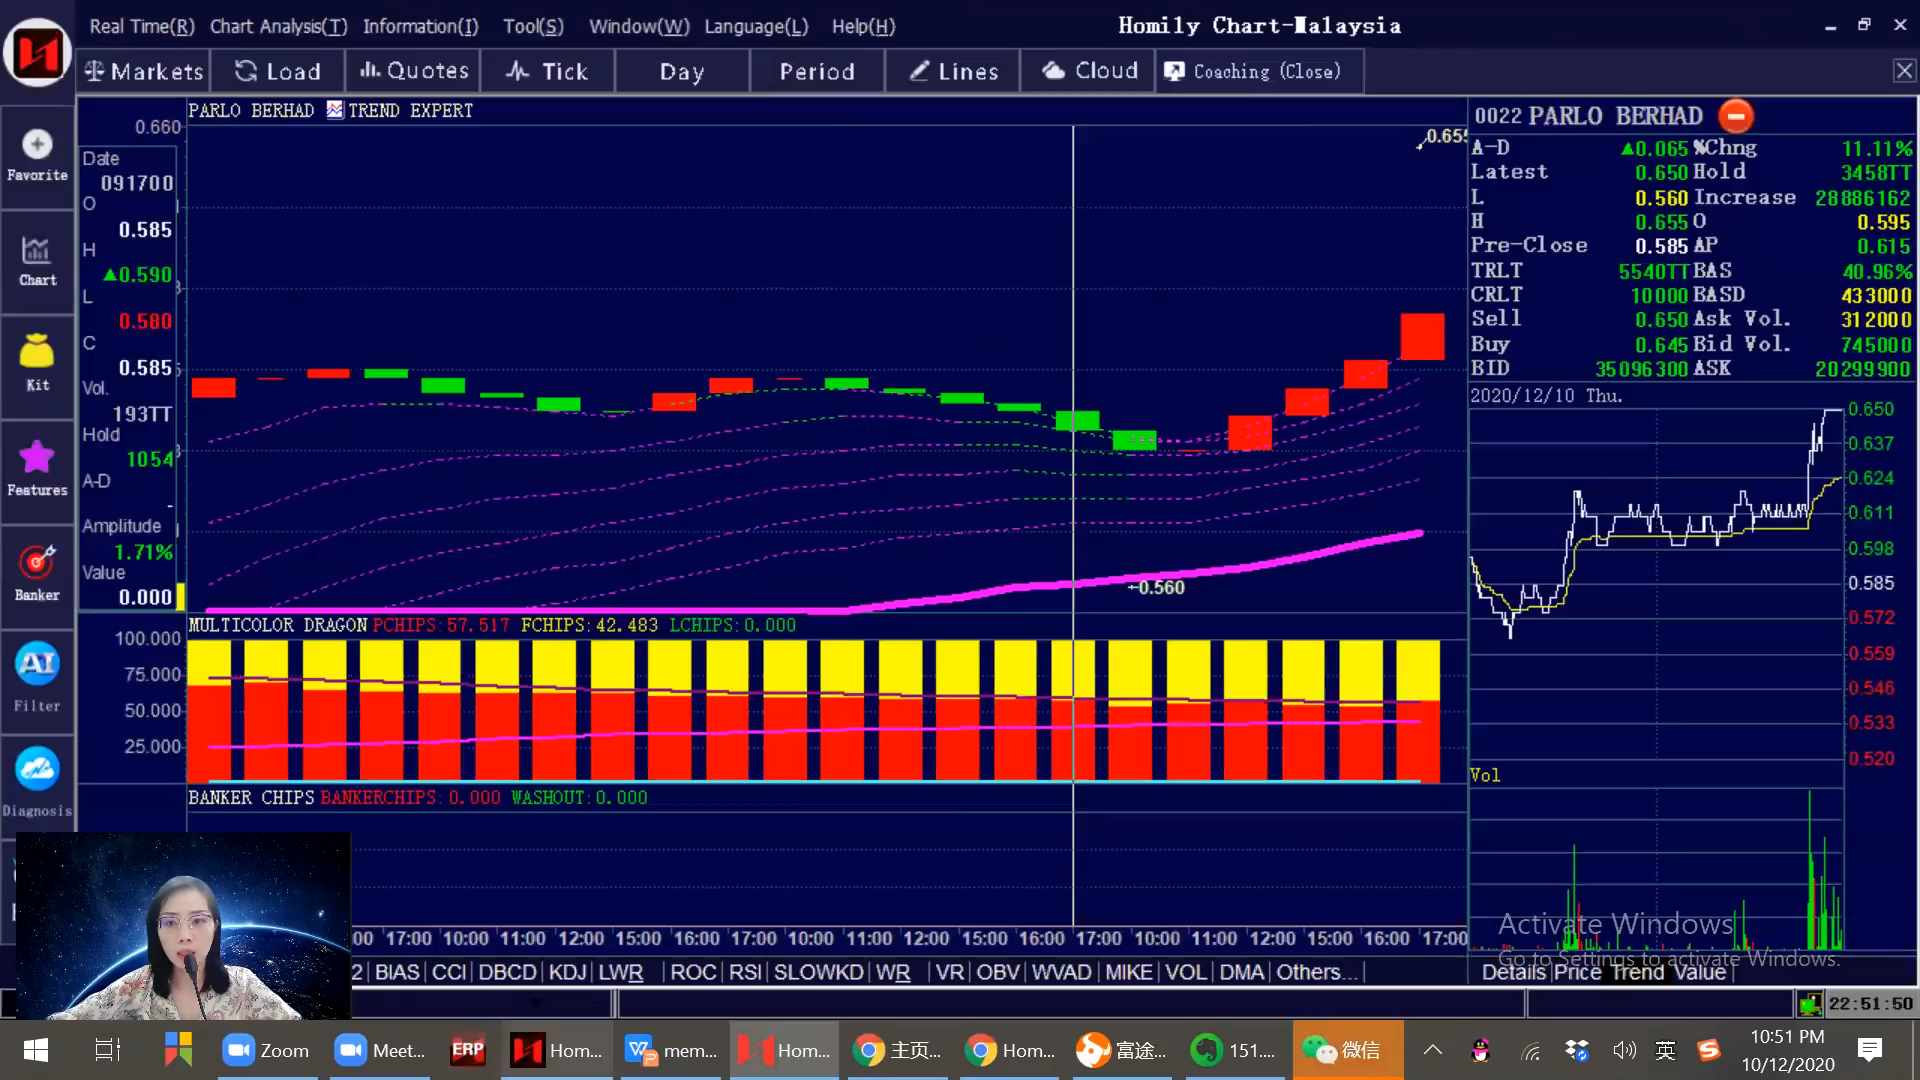 Real Time(R) Chart Analysis(T) Information(I) Tool(S) Window(W) Language(L) Help(H) Homily Chart-Malaysia
Markets Load Quotes Tick Day Period Lines Cloud Coaching (Close)
Favorite
Chart
Kit
Features
Banker
AI
Filter
Diagnosis
PARLO BERHAD TREND EXPERT
0.660
Date
091700
O
0.585
H
▲0.590
L
0.580
C
0.585
Vol.
193TT
Hold
1054
A-D
-
Amplitude
1.71%
Value
0.000
0.655
←0.560
MULTICOLOR DRAGON PCHIPS:57.517 FCHIPS:42.483 LCHIPS:0.000
100.000
75.000
50.000
25.000
BANKER CHIPS BANKERCHIPS:0.000 WASHOUT:0.000
00 17:00 10:00 11:00 12:00 15:00 16:00 17:00 10:00 11:00 12:00 15:00 16:00 17:00 10:00 11:00 12:00 15:00 16:00 17:00
2 BIAS CCI DBCD KDJ LWR ROC RSI SLOWKD WR VR OBV WVAD MIKE VOL DMA Others...
0022 PARLO BERHAD
A-D ▲0.065 %Chng 11.11%
Latest 0.650 Hold 3458TT
L 0.560 Increase 28886162
H 0.655 O 0.595
Pre-Close 0.585 AP 0.615
TRLT 5540TT BAS 40.96%
CRLT 10000 BASD 433000
Sell 0.650 Ask Vol. 312000
Buy 0.645 Bid Vol. 745000
BID 35096300 ASK 20299900
2020/12/10 Thu.
0.650
0.637
0.624
0.611
0.598
0.585
0.572
0.559
0.546
0.533
0.520
Vol
Activate Windows
Go to Settings to activate Windows.
Details Price Trend Value
22:51:50
Zoom Meet... ERP Hom... mem... Hom... 主页... Hom... 富途... 151.... 微信 英
10:51 PM
10/12/2020